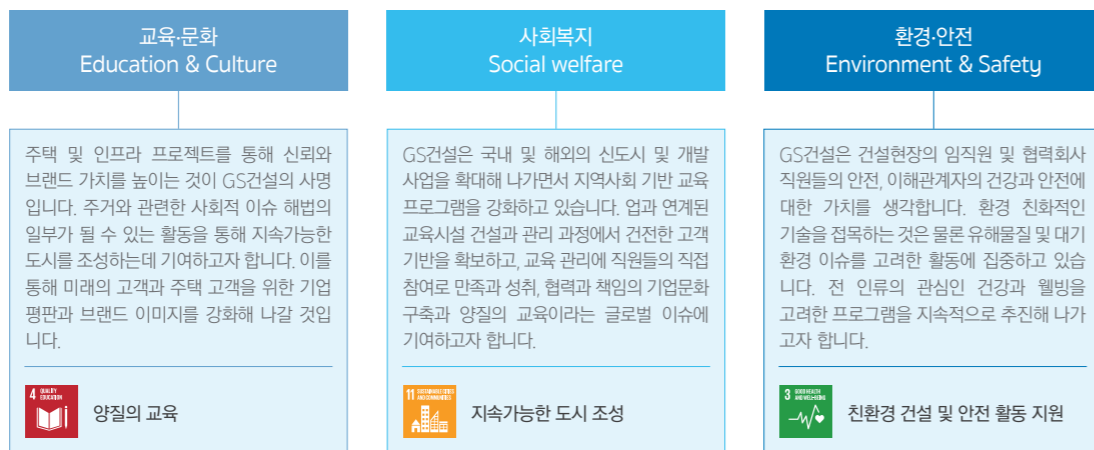 교육·문화
Education & Culture
주택 및 인프라 프로젝트를 통해 신뢰와
브랜드 가치를 높이는 것이 GS건설의 사명
입니다. 주거와 관련한 사회적 이슈 해법의
일부가 될 수 있는 활동을 통해 지속가능한
도시를 조성하는데 기여하고자 합니다. 이를
통해 미래의 고객과 주택 고객을 위한 기업
평판과 브랜드 이미지를 강화해 나갈 것입
니다.
4 QUALITY
EDUCATION
양질의 교육
사회복지
Social welfare
GS건설은 국내 및 해외의 신도시 및 개발
사업을 확대해 나가면서 지역사회 기반 교육
프로그램을 강화하고 있습니다. 업과 연계된
교육시설 건설과 관리 과정에서 건전한 고객
기반을 확보하고, 교육 관리에 직원들의 직접
참여로 만족과 성취, 협력과 책임의 기업문화
구축과 양질의 교육이라는 글로벌 이슈에
기여하고자 합니다.
11 SUSTAINABLE CITIES
AND COMMUNITIES
지속가능한 도시 조성
환경·안전
Environment & Safety
GS건설은 건설현장의 임직원 및 협력회사
직원들의 안전, 이해관계자의 건강과 안전에
대한 가치를 생각합니다. 환경 친화적인
기술을 접목하는 것은 물론 유해물질 및 대기
환경 이슈를 고려한 활동에 집중하고 있습
니다. 전 인류의 관심인 건강과 웰빙을
고려한 프로그램을 지속적으로 추진해 나가
고자 합니다.
3 GOOD HEALTH
AND WELL-BEING
친환경 건설 및 안전 활동 지원